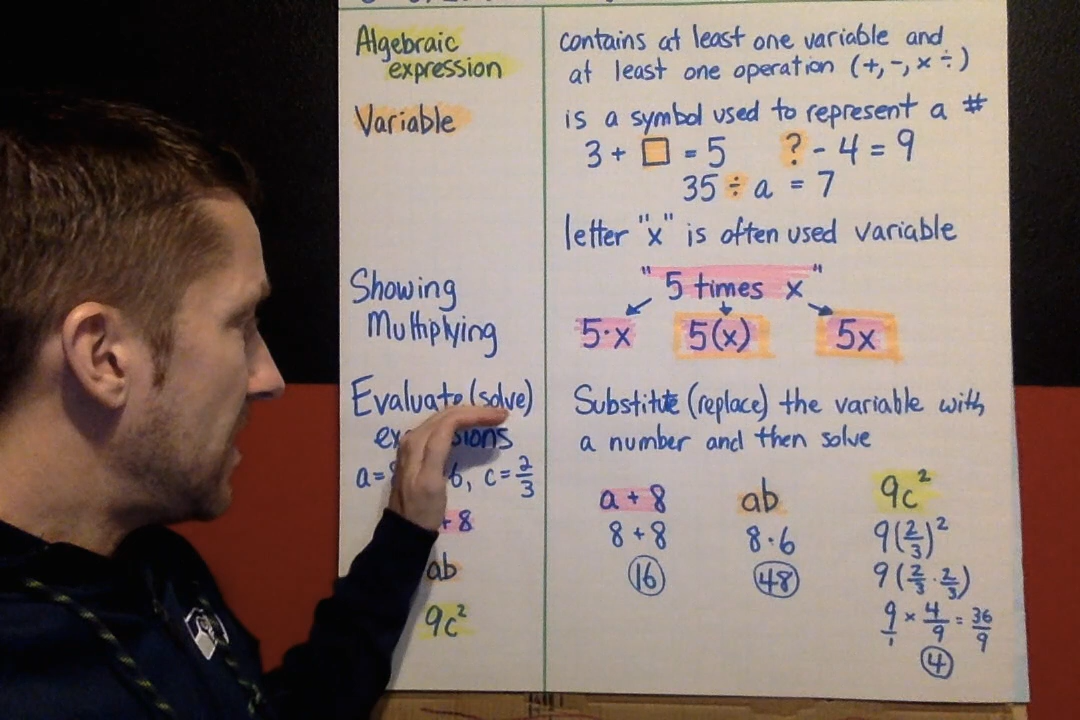 Algebraic
expression
contains at least one variable and
at least one operation (+, -, × ÷)
Variable
is a symbol used to represent a #
3 + □ = 5
? - 4 = 9
35 ÷ a = 7
letter "x" is often used variable
Showing
Multiplying
"5 times x"
5·x
5(x)
5x
Evaluate (solve)
Substitute (replace) the variable with
a number and then solve
a=
6, c=2/3
+8
ab
9c²
a + 8
8 + 8
16
ab
8·6
48
9c²
9(2/3)²
9(2/3·2/3)
9/1 × 4/9 = 36/9
4